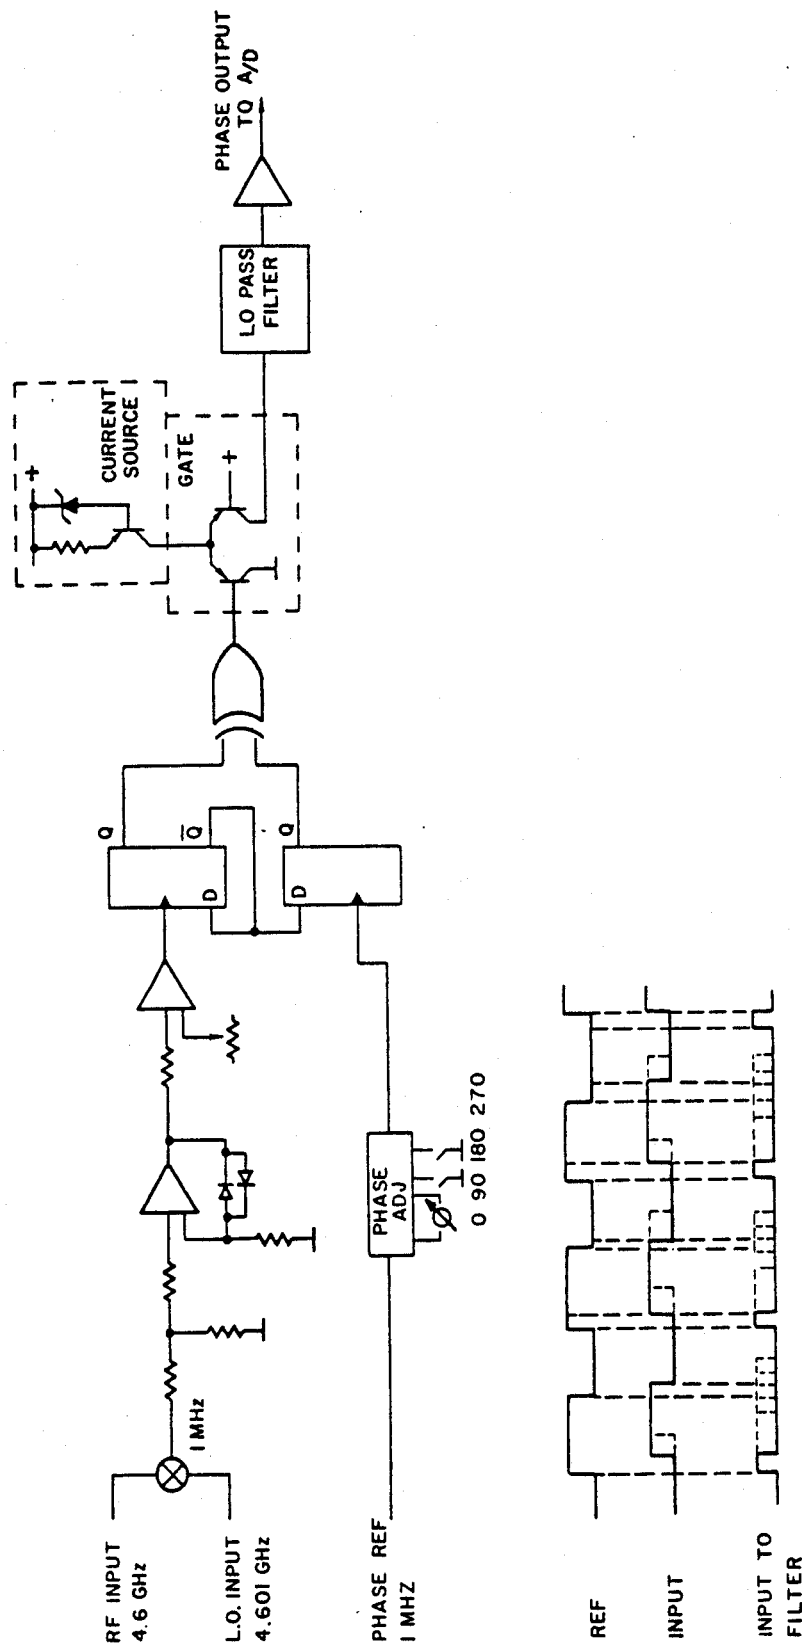 RF INPUT
4.6 GHz
L.O. INPUT
4.601 GHz
1 MHz
PHASE REF
1 MHZ
PHASE
ADJ
0 90 180 270
D
Q
Q
D
Q
CURRENT
SOURCE
+
GATE
+
LO PASS
FILTER
PHASE OUTPUT
TO A/D
REF
INPUT
INPUT TO
FILTER